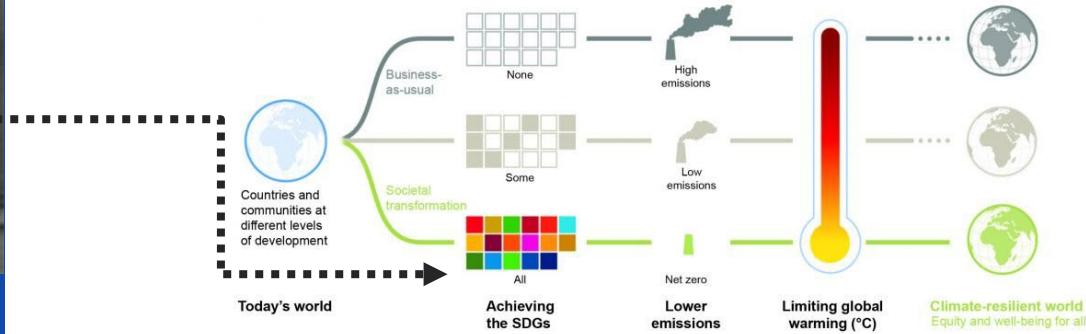 Business-
as-usual
None
High
emissions
Some
Low
emissions
Countries and
communities at
different levels
of development
Societal
transformation
All
Net zero
Today's world
Achieving
the SDGs
Lower
emissions
Limiting global
warming (°C)
Climate-resilient world
Equity and well-being for all